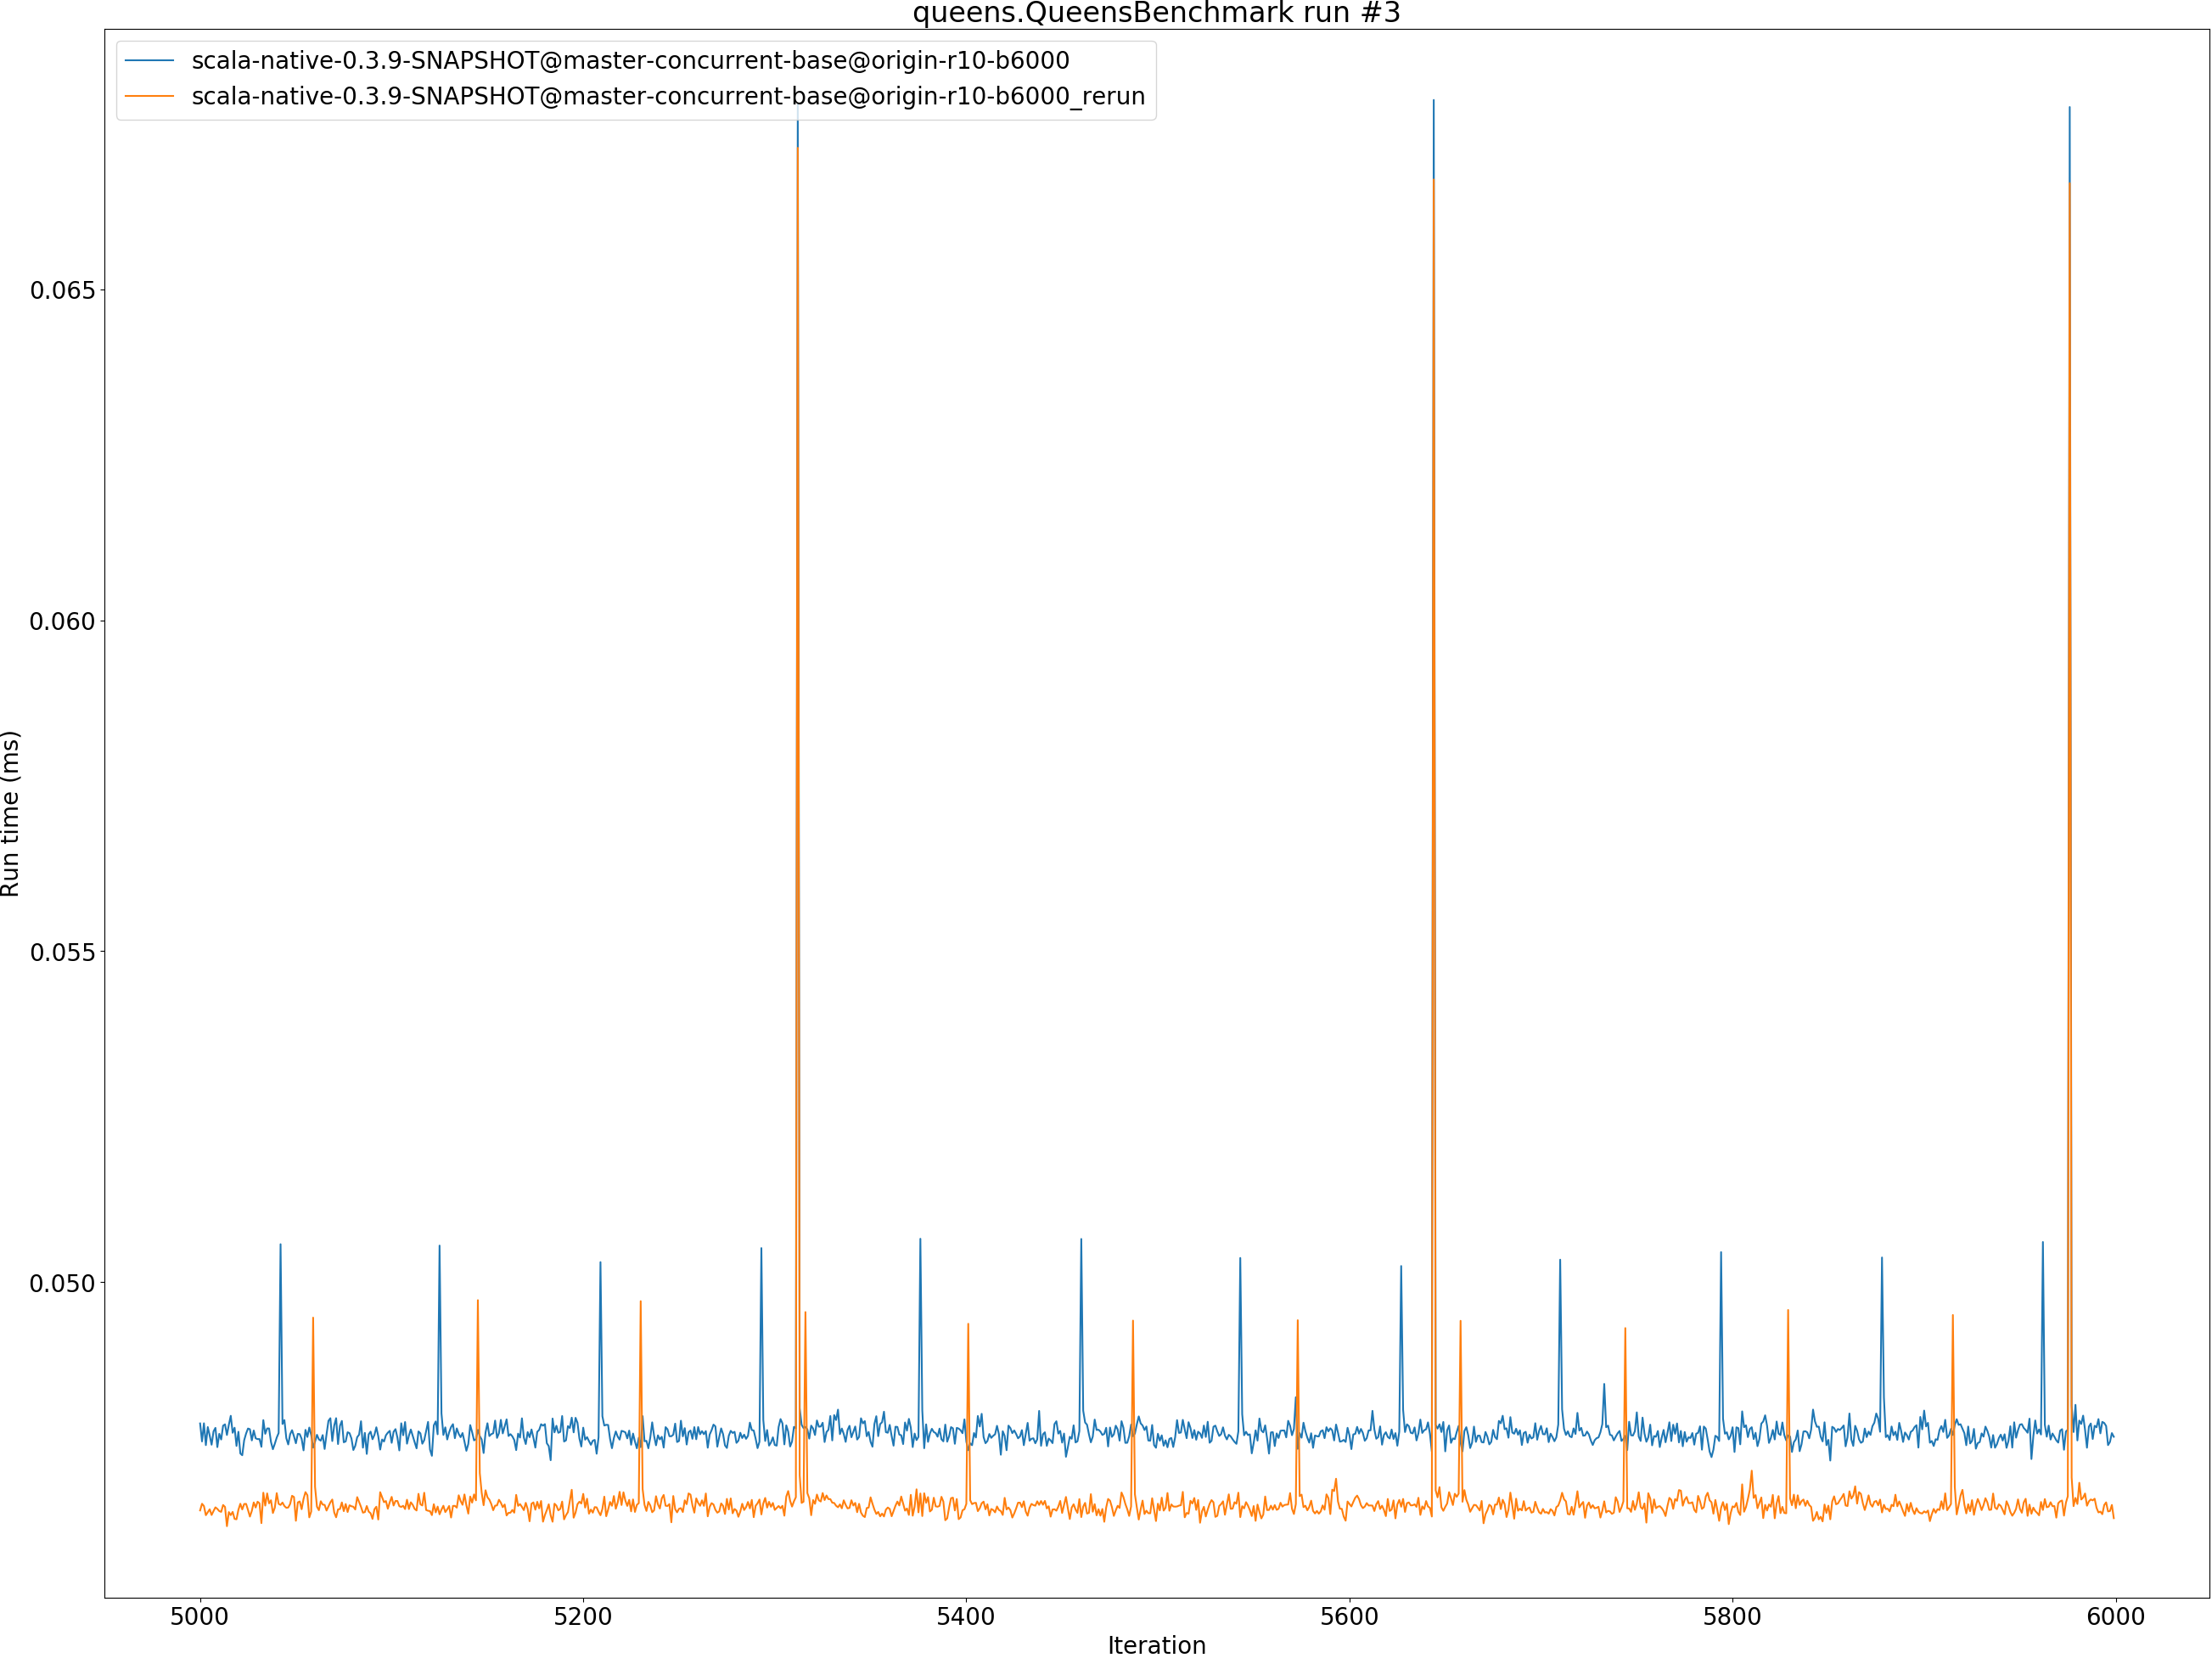 queens.QueensBenchmark run #3
scala-native-0.3.9-SNAPSHOT@master-concurrent-base@origin-r10-b6000
scala-native-0.3.9-SNAPSHOT@master-concurrent-base@origin-r10-b6000_rerun
Run time (ms)
0.065
0.060
0.055
0.050
5000 5200 5400 5600 5800 6000
Iteration